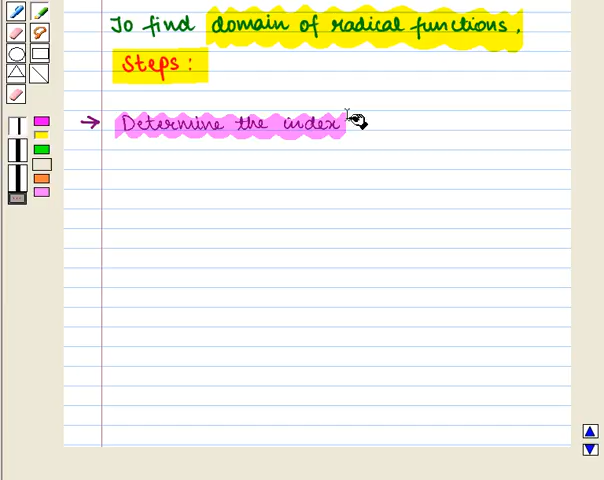 To find domain of radical functions,
Steps :
→ Determine the index